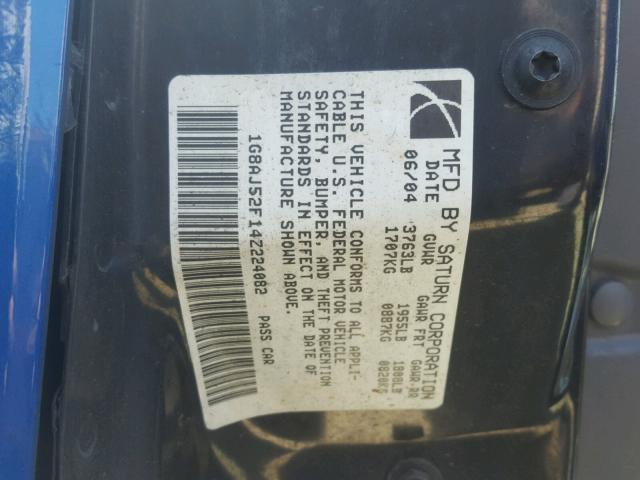 MFD BY SATURN CORPORATION
DATE GVWR GAWR FRT GAWR RR
06/04 3763LB 1955LB 1808LB
1707KG 0887KG 0820KG
THIS VEHICLE CONFORMS TO ALL APPLI-
CABLE U.S. FEDERAL MOTOR VEHICLE
SAFETY, BUMPER, AND THEFT PREVENTION
STANDARDS IN EFFECT ON THE DATE OF
MANUFACTURE SHOWN ABOVE.
1G8AJ52F14Z224082 PASS CAR